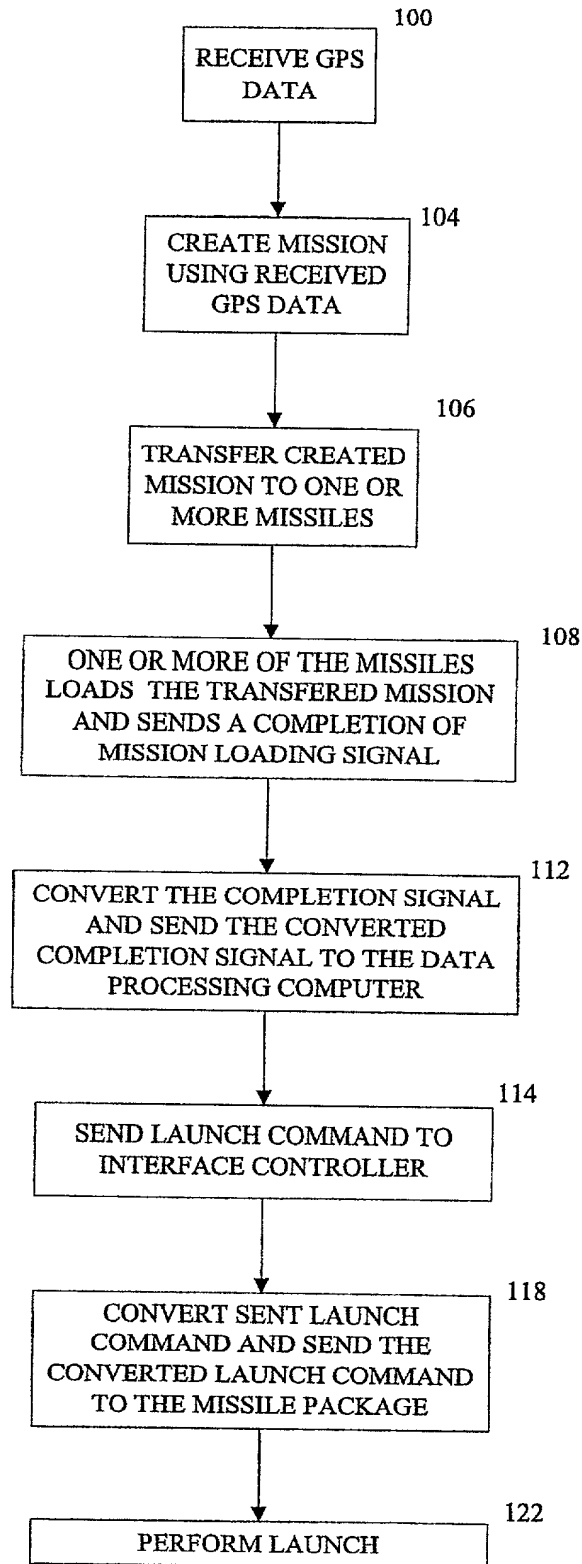 100
RECEIVE GPS
DATA
104
CREATE MISSION
USING RECEIVED
GPS DATA
106
TRANSFER CREATED
MISSION TO ONE OR
MORE MISSILES
108
ONE OR MORE OF THE MISSILES
LOADS THE TRANSFERED MISSION
AND SENDS A COMPLETION OF
MISSION LOADING SIGNAL
112
CONVERT THE COMPLETION SIGNAL
AND SEND THE CONVERTED
COMPLETION SIGNAL TO THE DATA
PROCESSING COMPUTER
114
SEND LAUNCH COMMAND TO
INTERFACE CONTROLLER
118
CONVERT SENT LAUNCH
COMMAND AND SEND THE
CONVERTED LAUNCH COMMAND
TO THE MISSILE PACKAGE
122
PERFORM LAUNCH